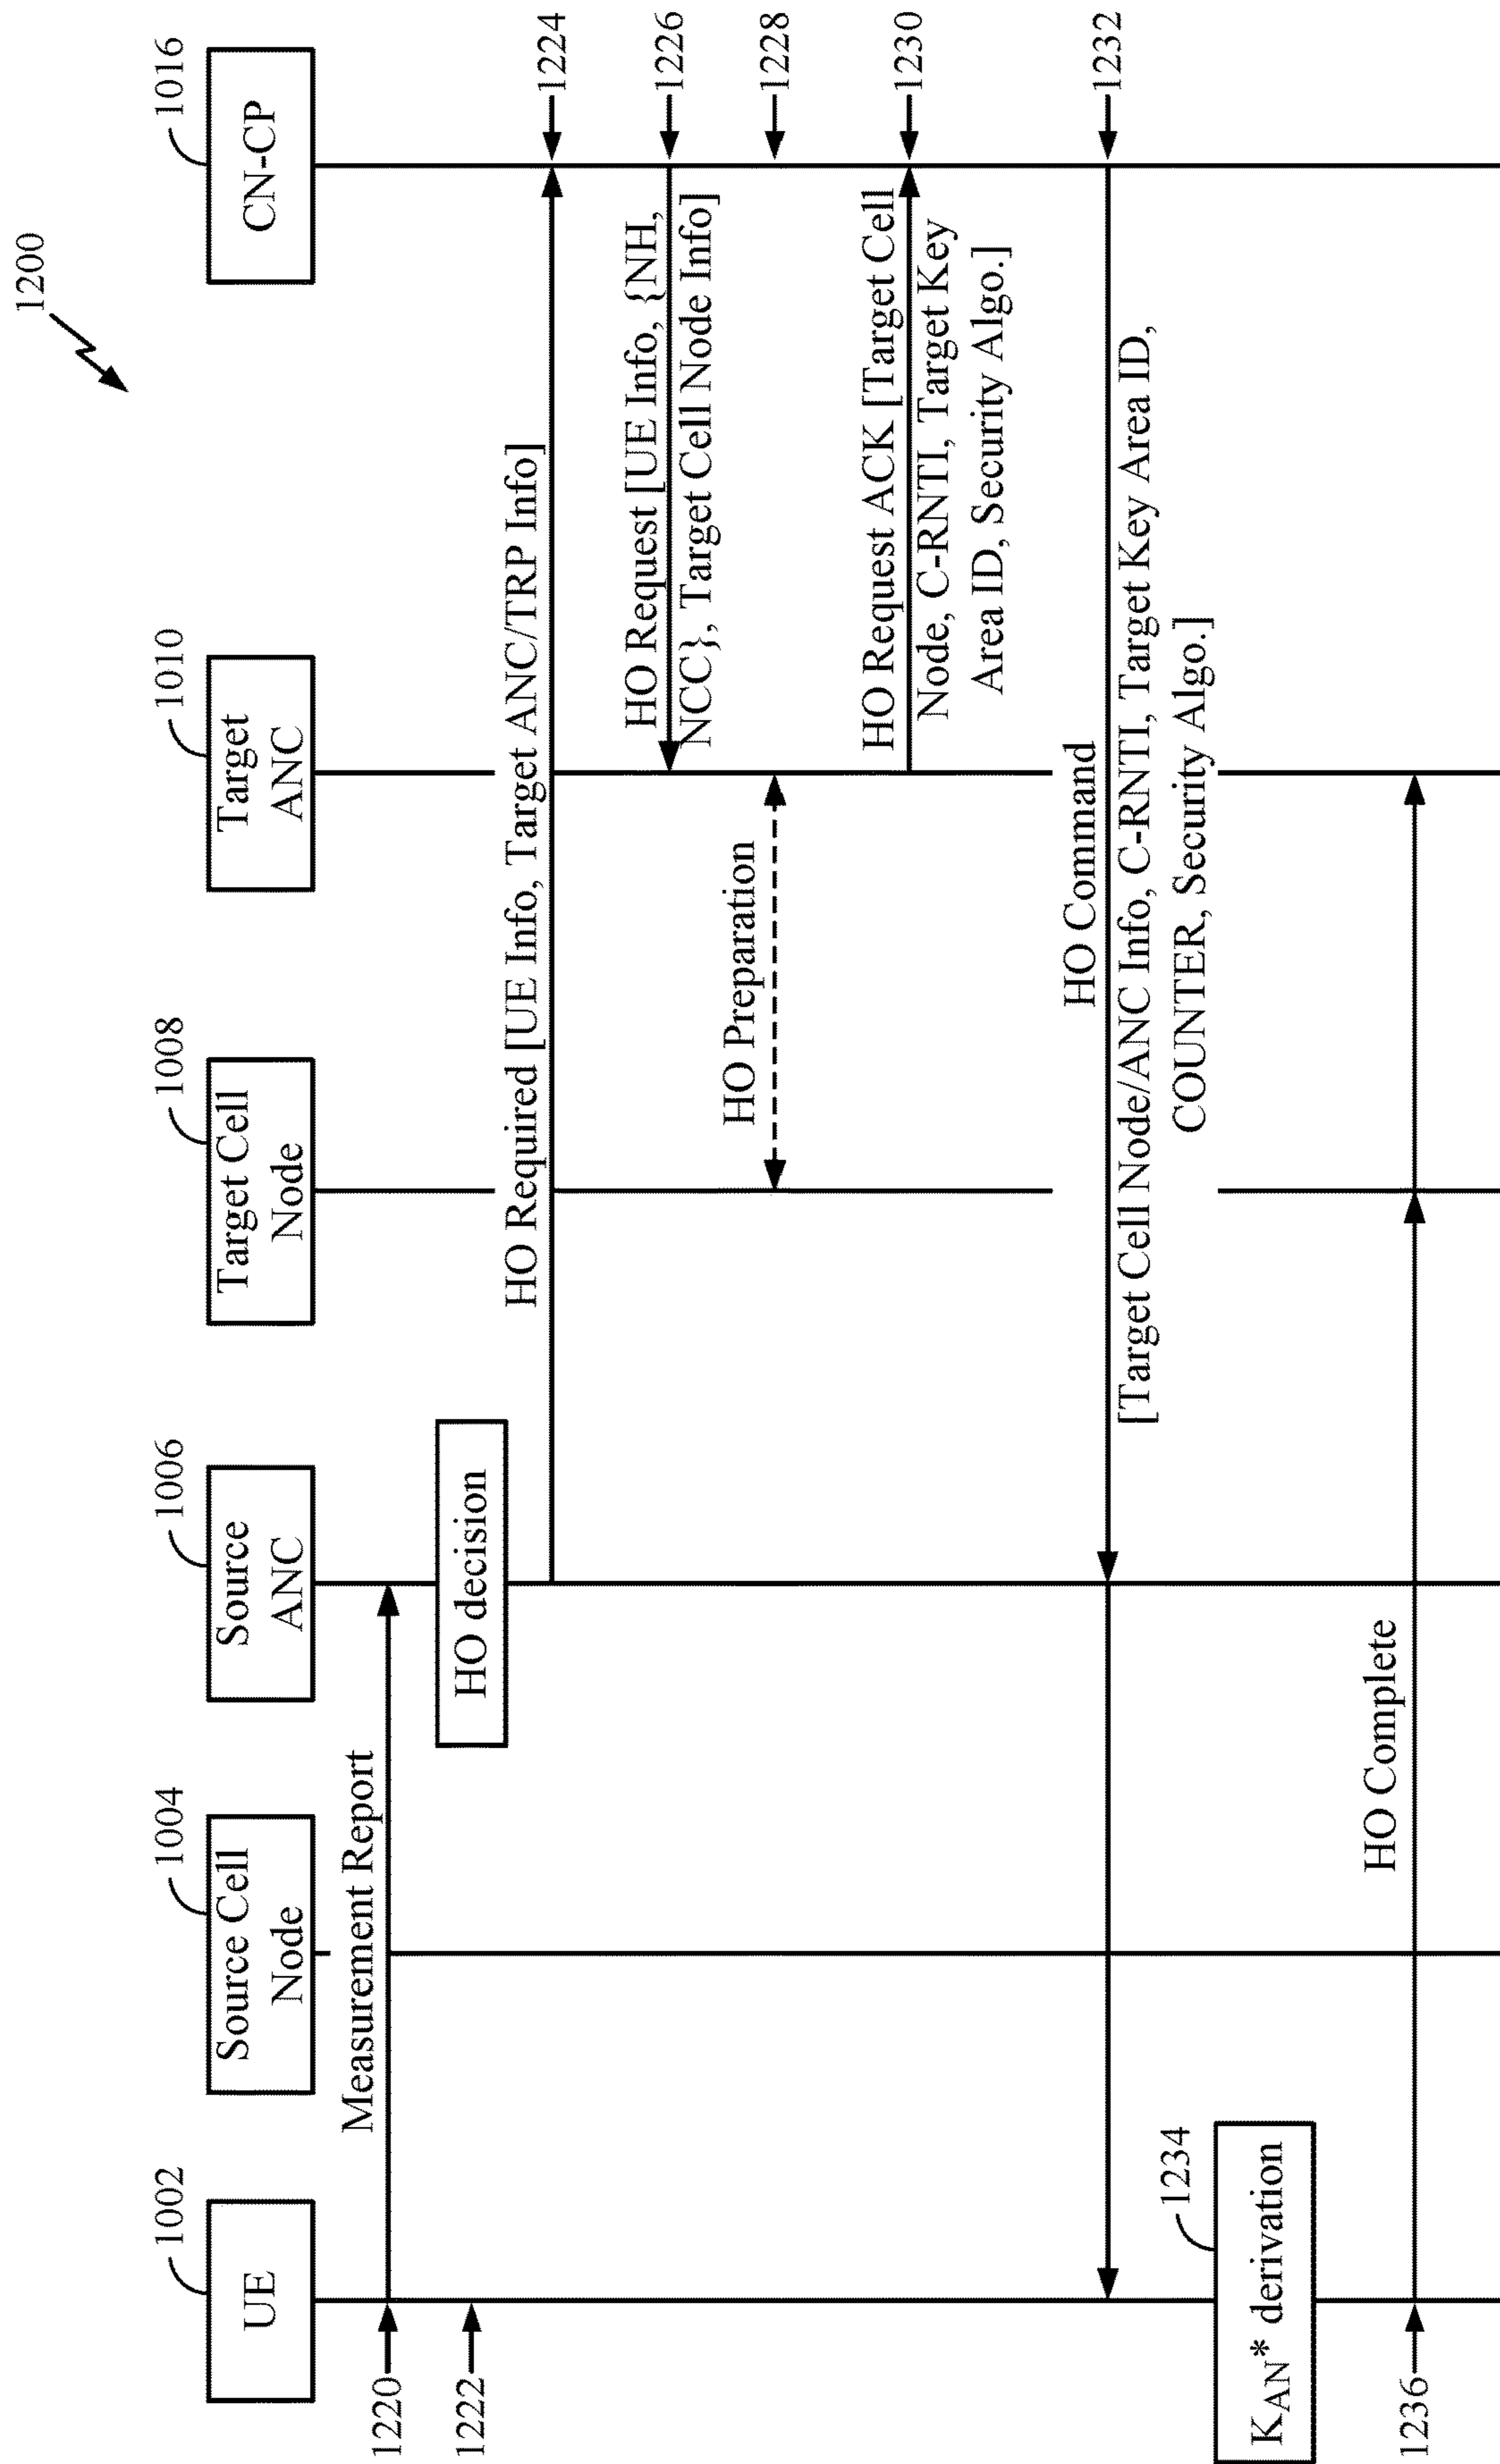 1200
1002
1004
1006
1008
1010
1016
UE
Source Cell
Node
Source
ANC
Target Cell
Node
Target
ANC
CN-CP
1220
Measurement Report
1222
HO decision
HO Required [UE Info, Target ANC/TRP Info]
1224
HO Request [UE Info, {NH,
NCC}, Target Cell Node Info]
1226
HO Preparation
1228
HO Request ACK [Target Cell
Node, C-RNTI, Target Key
Area ID, Security Algo.]
1230
HO Command
[Target Cell Node/ANC Info, C-RNTI, Target Key Area ID,
COUNTER, Security Algo.]
1232
1234
KAN* derivation
HO Complete
1236